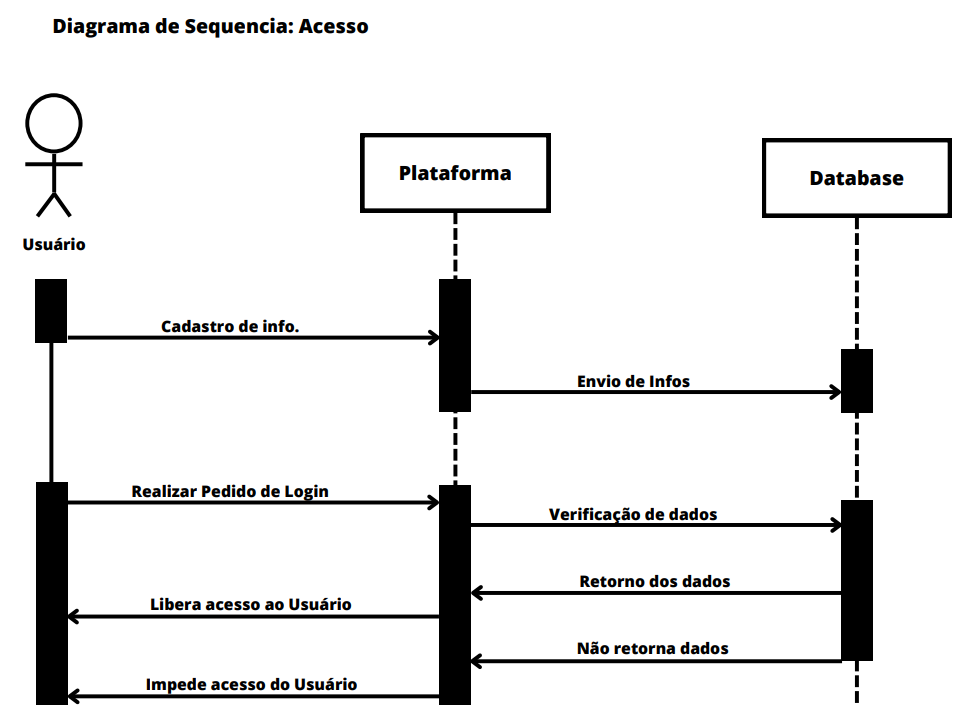 Diagrama de Sequencia: Acesso
Plataforma
Database
Usuário
Cadastro de info.
Envio de Infos
Realizar Pedido de Login
Verificação de dados
Retorno dos dados
Libera acesso ao Usuário
Não retorna dados
Impede acesso do Usuário